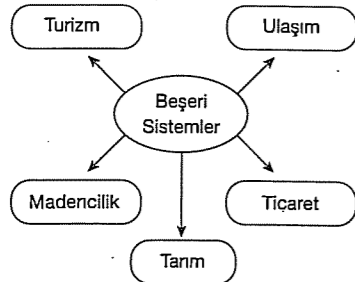 Turizm
Ulaşım
Beşeri
Sistemler
Madencilik
Ticaret
Tarım